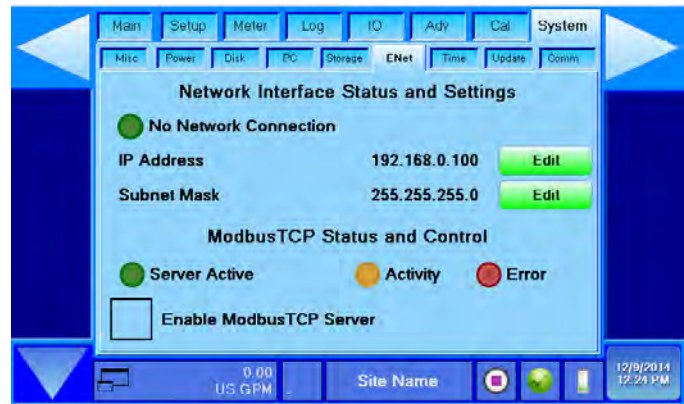 Main Setup Meter Log IO Adv Cal System
Misc Power Disk PC Storage ENet Time Update Comm
Network Interface Status and Settings
No Network Connection
IP Address 192.168.0.100 Edit
Subnet Mask 255.255.255.0 Edit
ModbusTCP Status and Control
Server Active Activity Error
Enable ModbusTCP Server
0.00
US GPM
Site Name
12/9/2014
12:24 PM